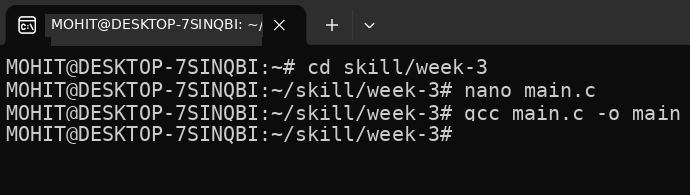 MOHIT@DESKTOP-7SINQBI: ~/
MOHIT@DESKTOP-7SINQBI:~# cd skill/week-3
MOHIT@DESKTOP-7SINQBI:~/skill/week-3# nano main.c
MOHIT@DESKTOP-7SINQBI:~/skill/week-3# gcc main.c -o main
MOHIT@DESKTOP-7SINQBI:~/skill/week-3#